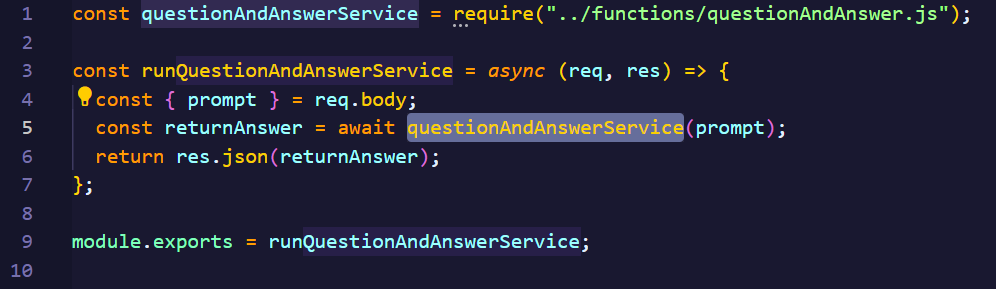 1 const questionAndAnswerService = require("../functions/questionAndAnswer.js");
2
3 const runQuestionAndAnswerService = async (req, res) => {
4 const { prompt } = req.body;
5 const returnAnswer = await questionAndAnswerService(prompt);
6 return res.json(returnAnswer);
7 };
8
9 module.exports = runQuestionAndAnswerService;
10